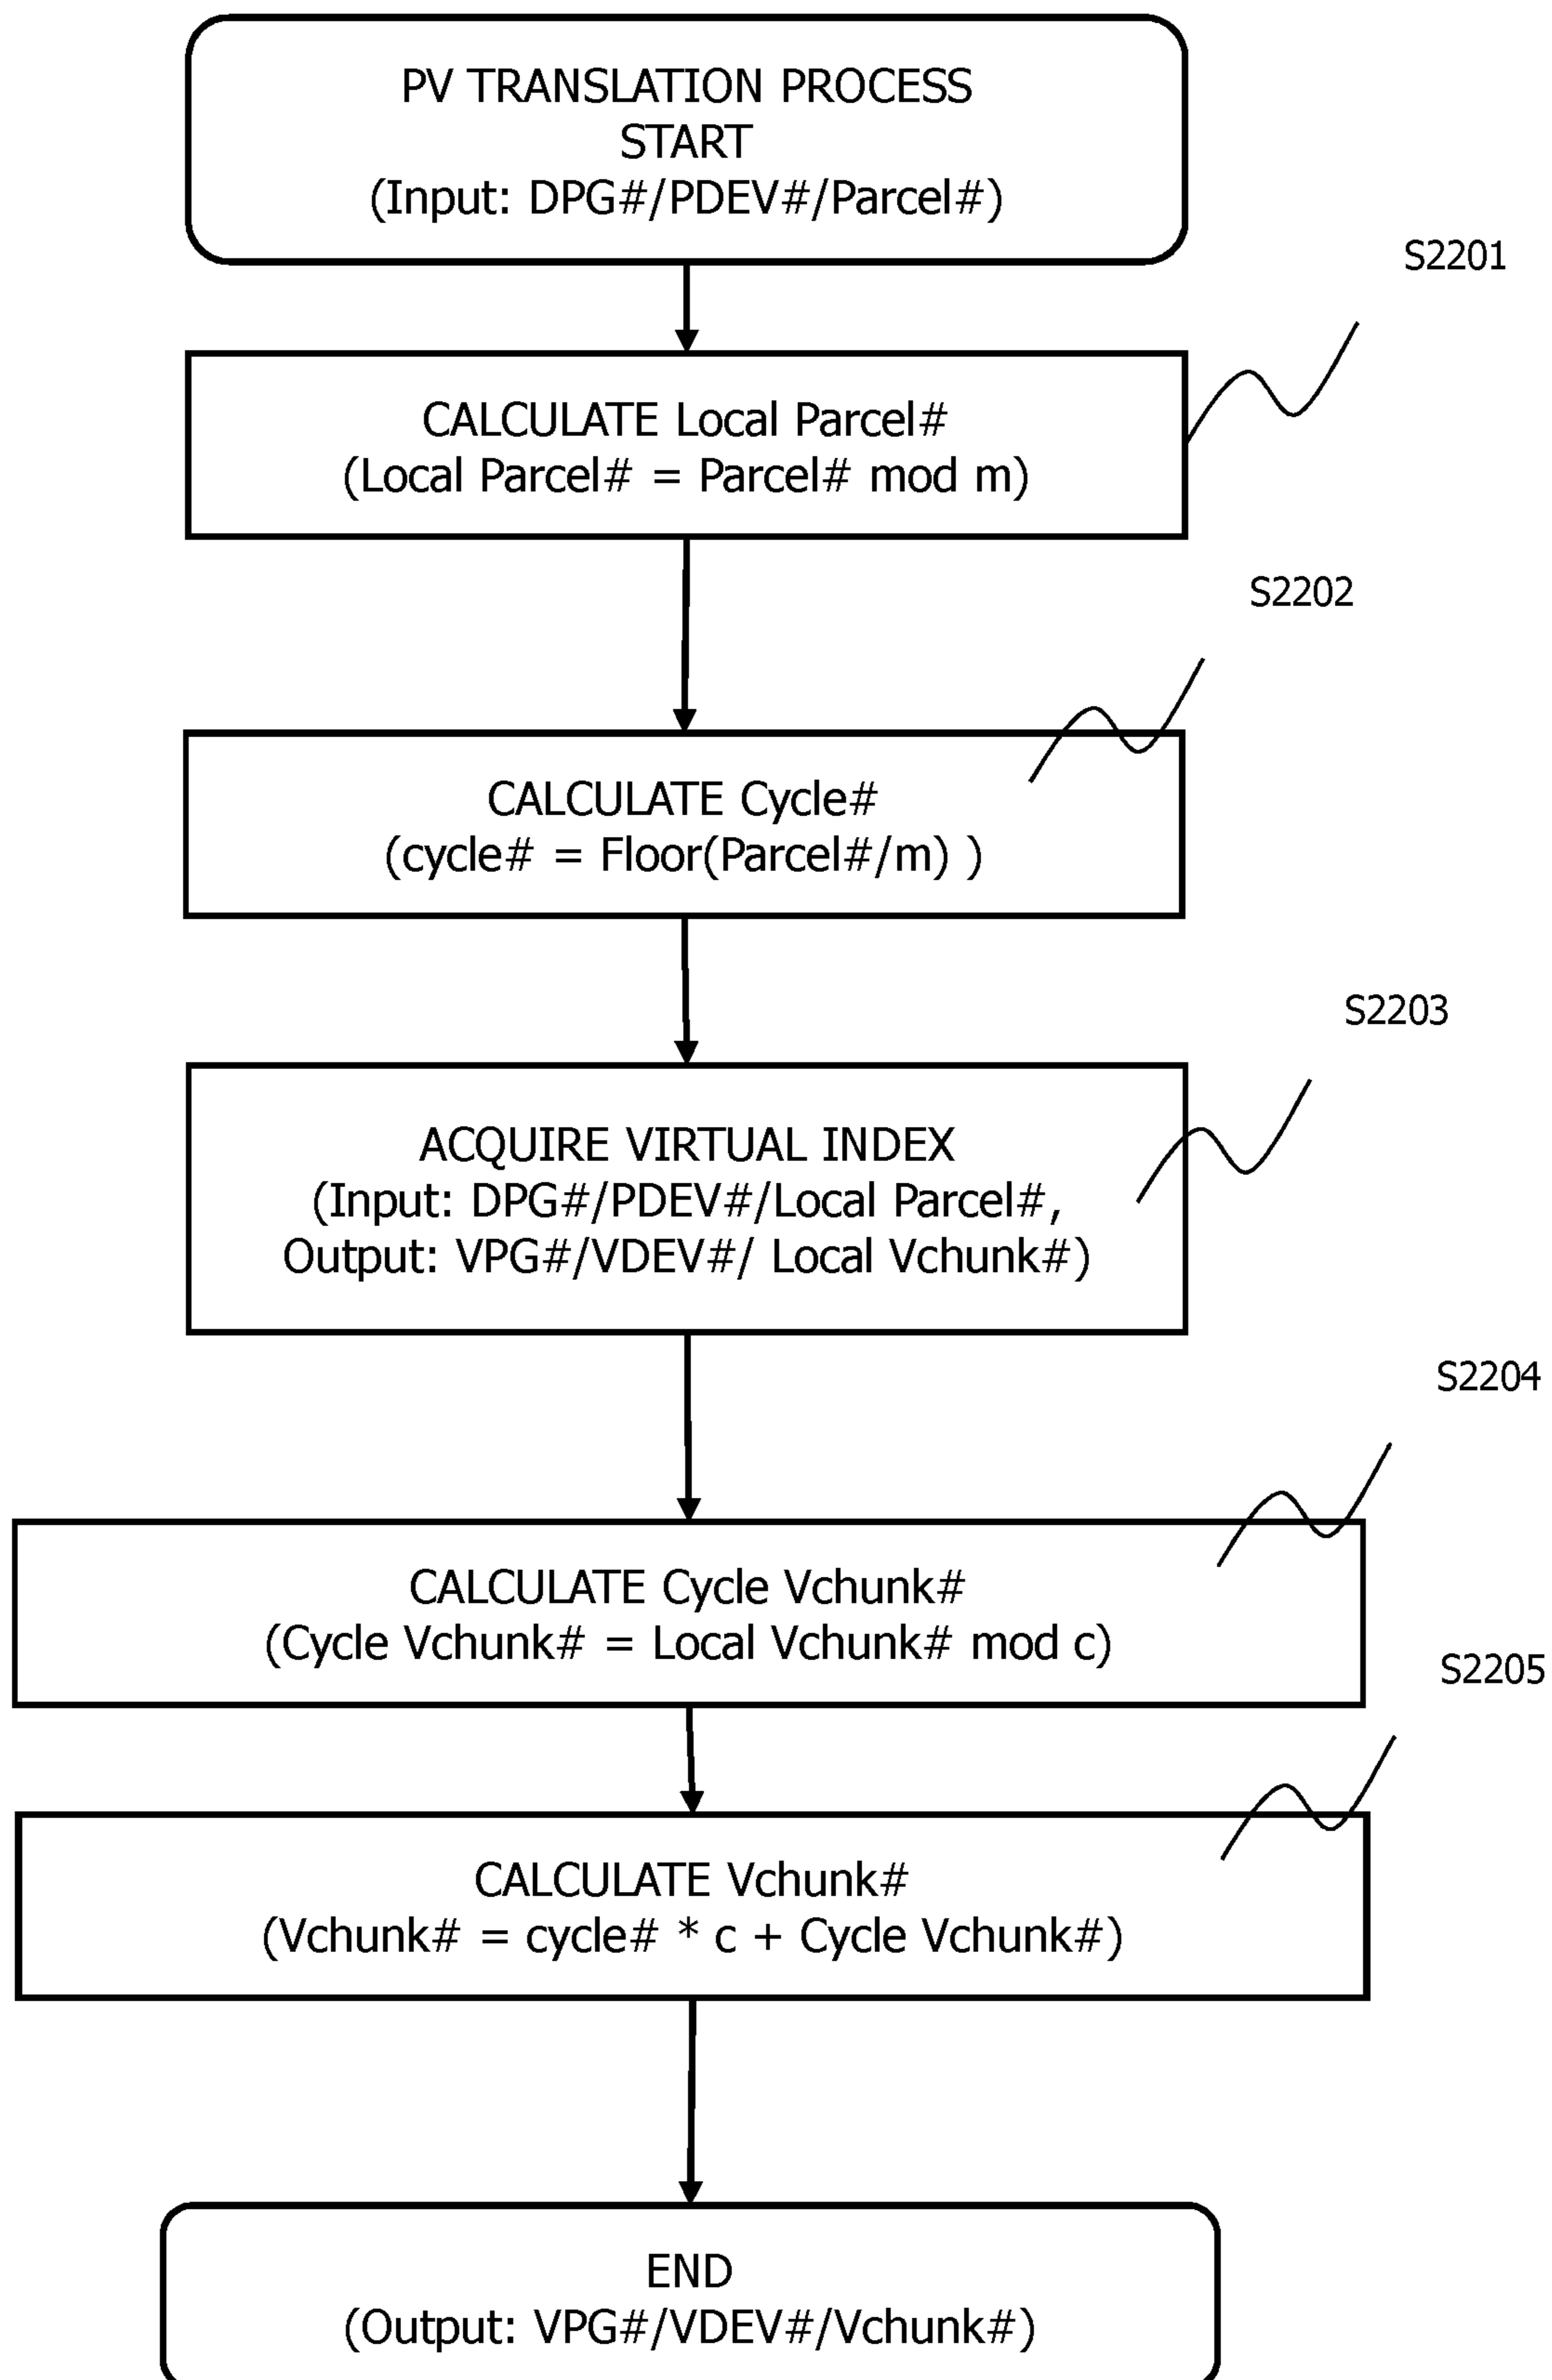 PV TRANSLATION PROCESS
START
(Input: DPG#/PDEV#/Parcel#)
S2201
CALCULATE Local Parcel#
(Local Parcel# = Parcel# mod m)
S2202
CALCULATE Cycle#
(cycle# = Floor(Parcel#/m) )
S2203
ACQUIRE VIRTUAL INDEX
(Input: DPG#/PDEV#/Local Parcel#,
Output: VPG#/VDEV#/ Local Vchunk#)
S2204
CALCULATE Cycle Vchunk#
(Cycle Vchunk# = Local Vchunk# mod c)
S2205
CALCULATE Vchunk#
(Vchunk# = cycle# * c + Cycle Vchunk#)
END
(Output: VPG#/VDEV#/Vchunk#)